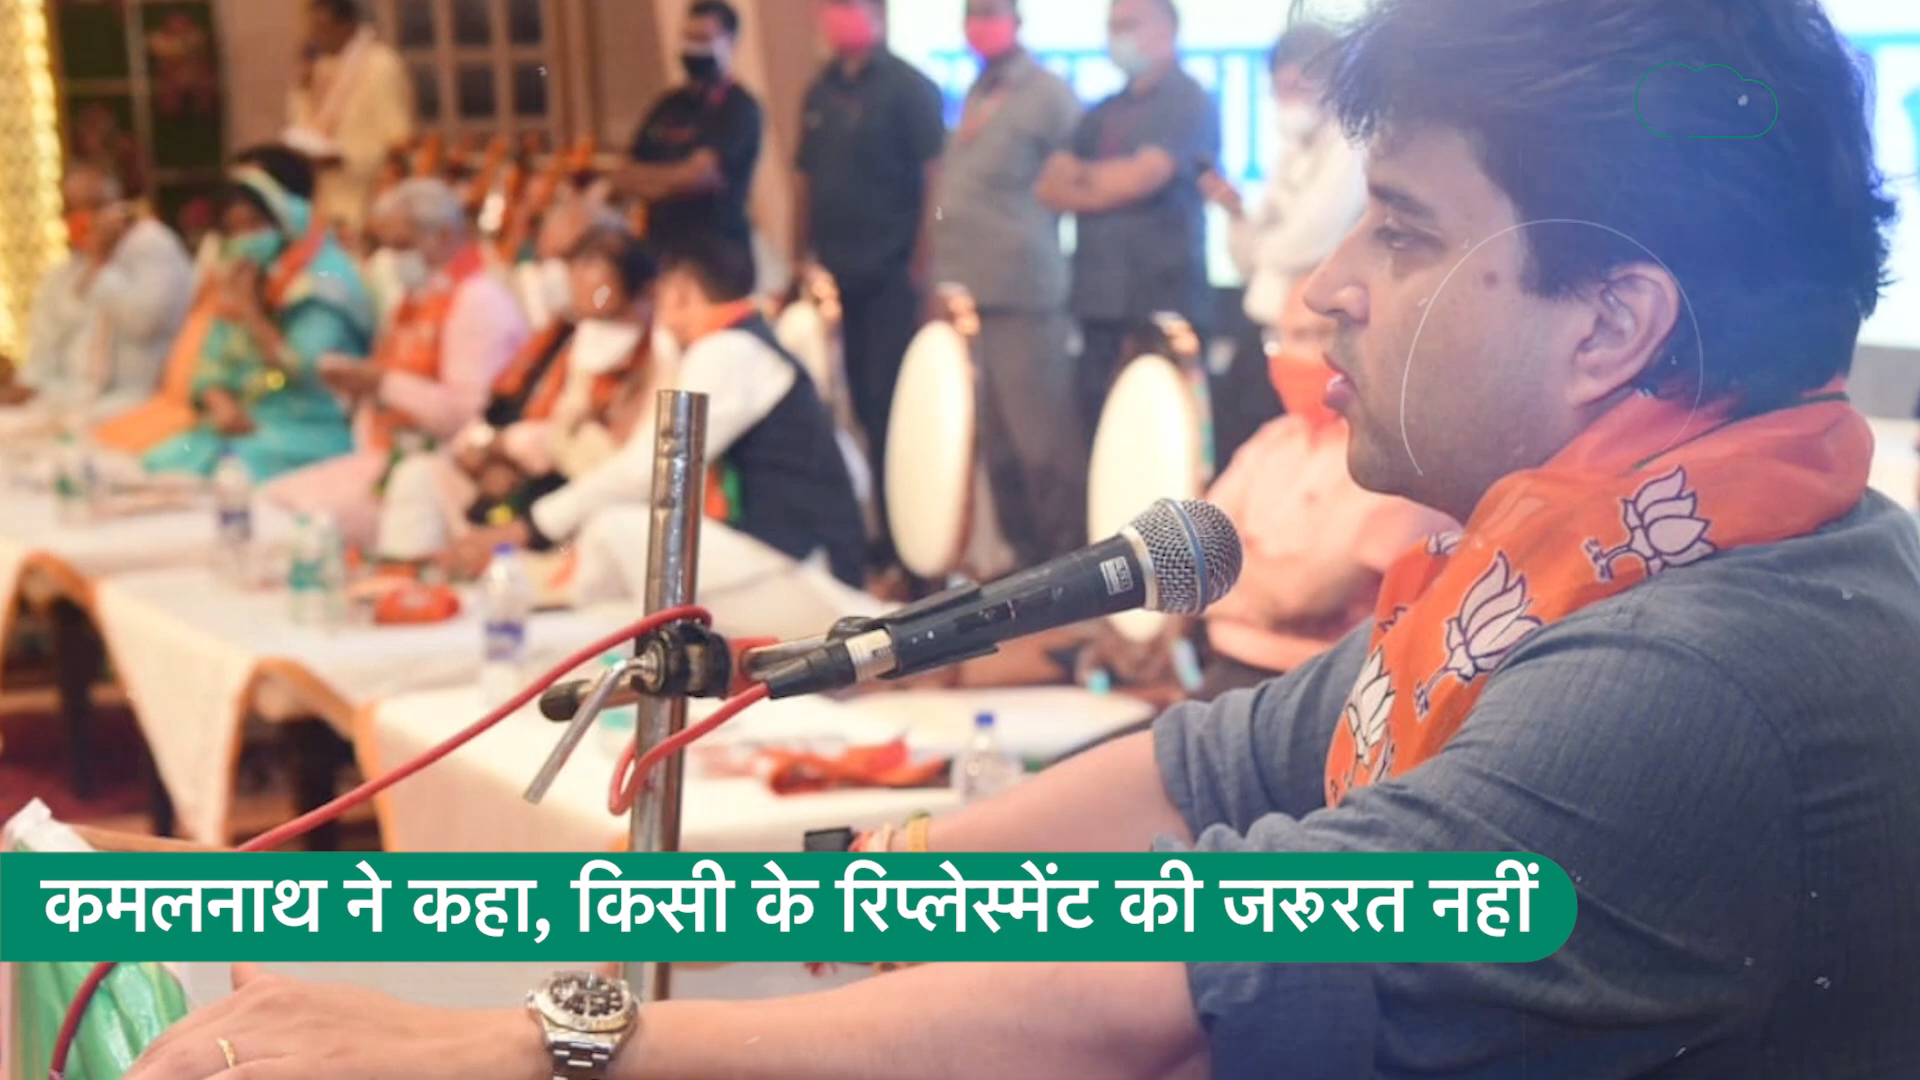 कमलनाथ ने कहा, किसी के रिप्लेस्मेंट की जरूरत नहीं